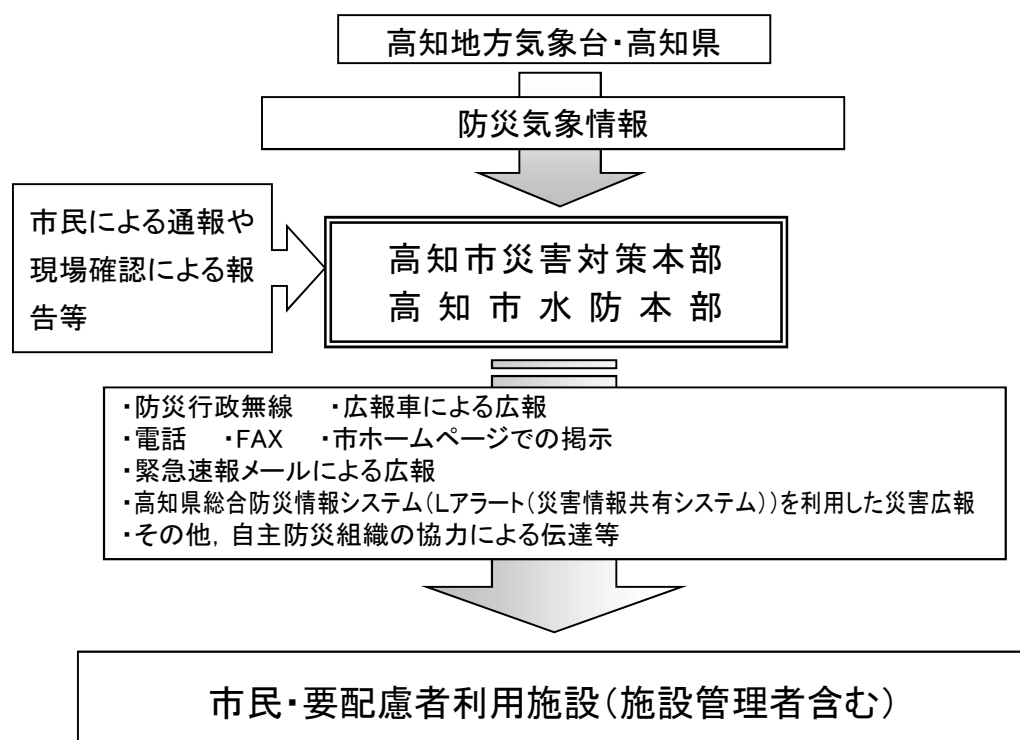 高知地方気象台・高知県
防災気象情報
市民による通報や
現場確認による報
告等
高知市災害対策本部
高知市水防本部
・防災行政無線　・広報車による広報
・電話　・FAX　・市ホームページでの掲示
・緊急速報メールによる広報
・高知県総合防災情報システム(Lアラート(災害情報共有システム))を利用した災害広報
・その他，自主防災組織の協力による伝達等
市民・要配慮者利用施設(施設管理者含む)